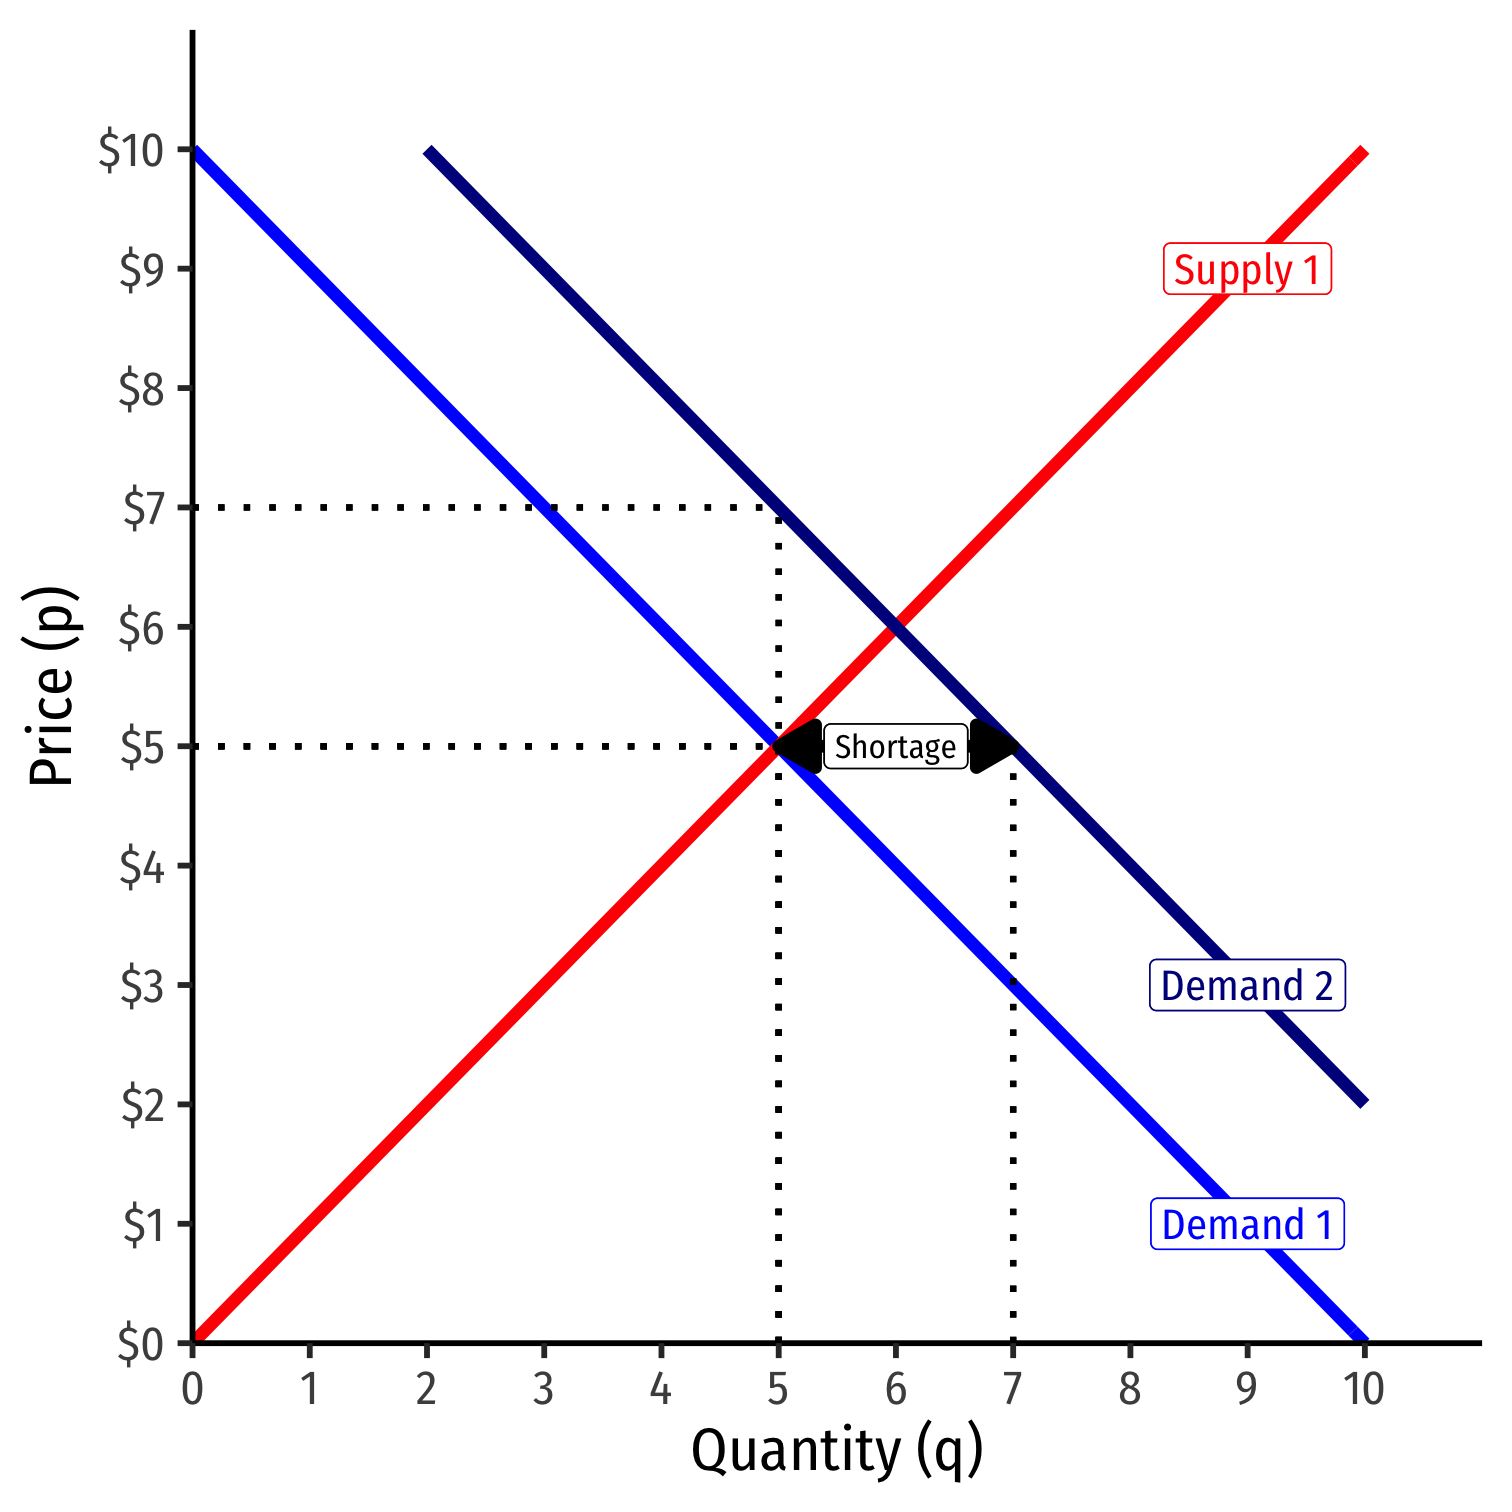 $10
$9
Supply 1
$8
$7
$6
Price (p)
$5
Shortage
$4
$3
Demand 2
$2
$1
Demand 1
$0
0 1 2 3 4 5 6 7 8 9 10
Quantity (q)